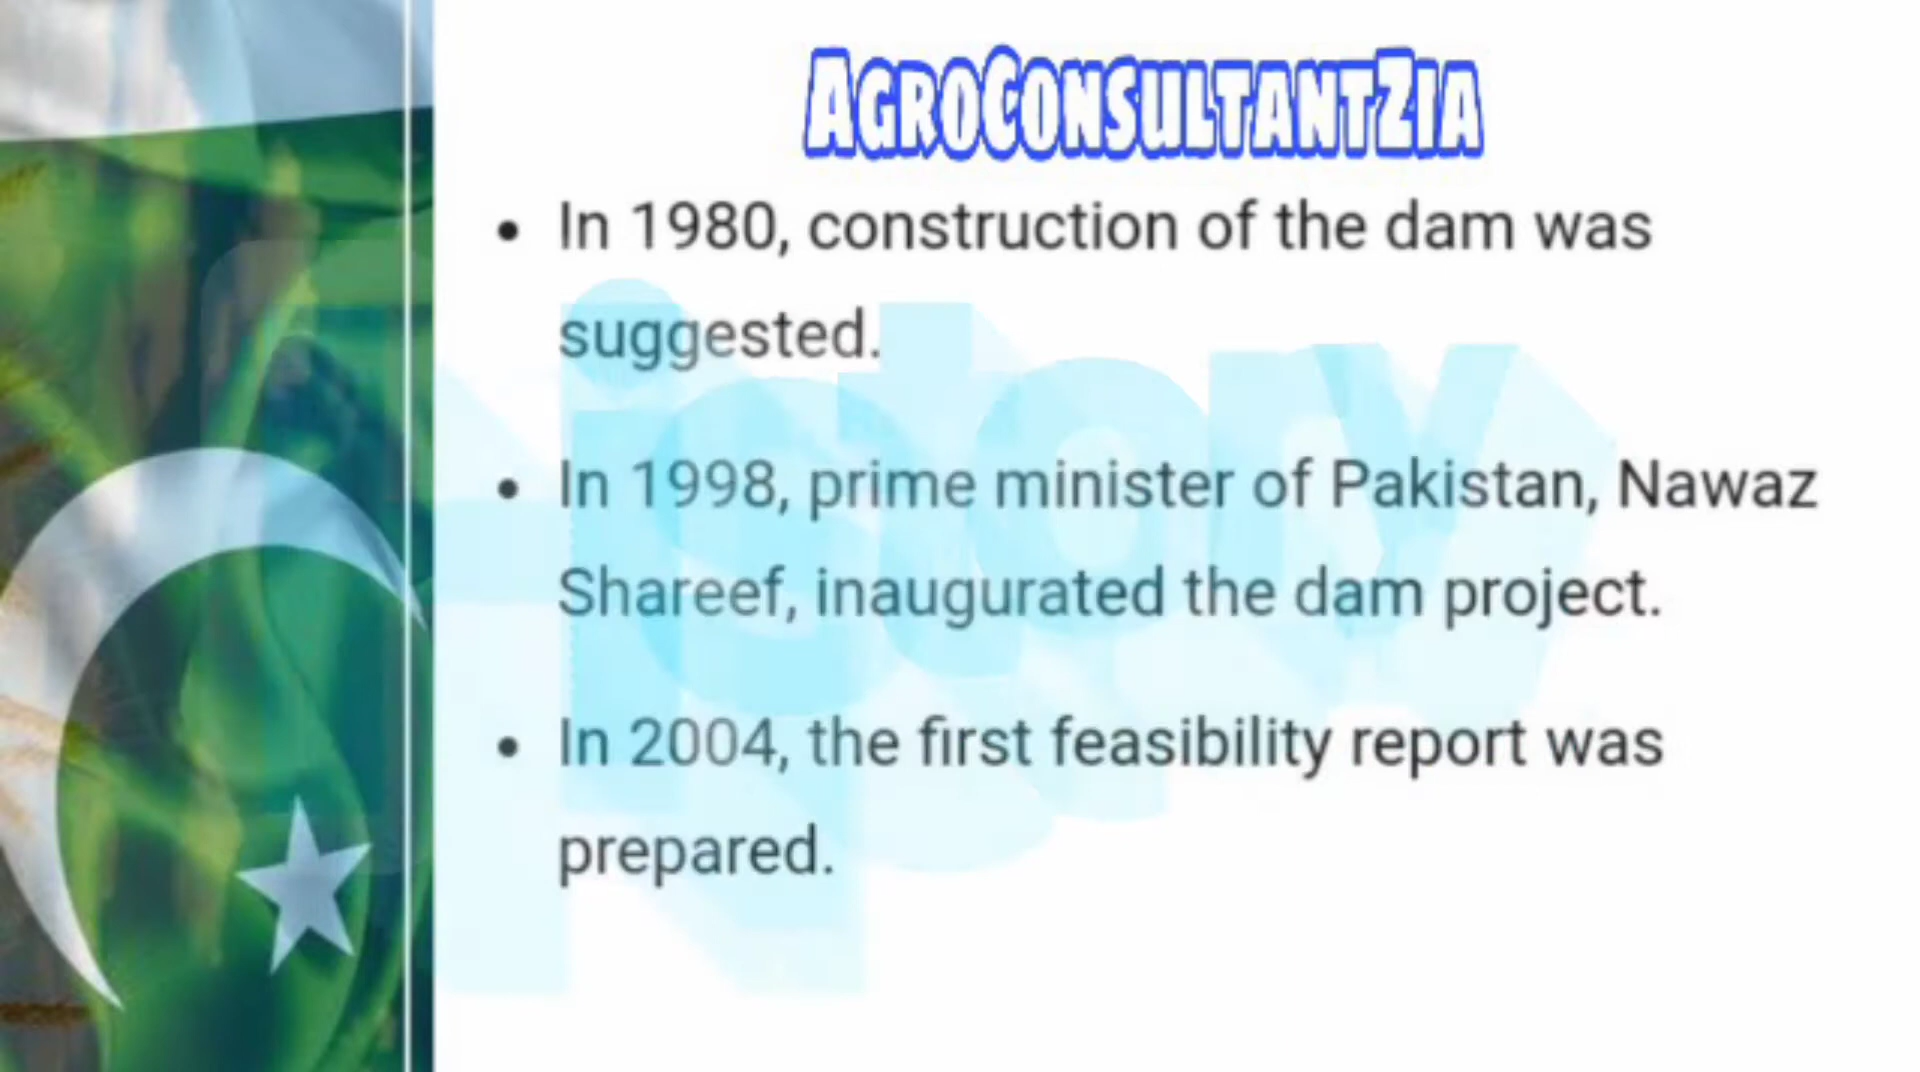 AgroConsultantZia
• In 1980, construction of the dam was
suggested.
• In 1998, prime minister of Pakistan, Nawaz
Shareef, inaugurated the dam project.
• In 2004, the first feasibility report was
prepared.
History